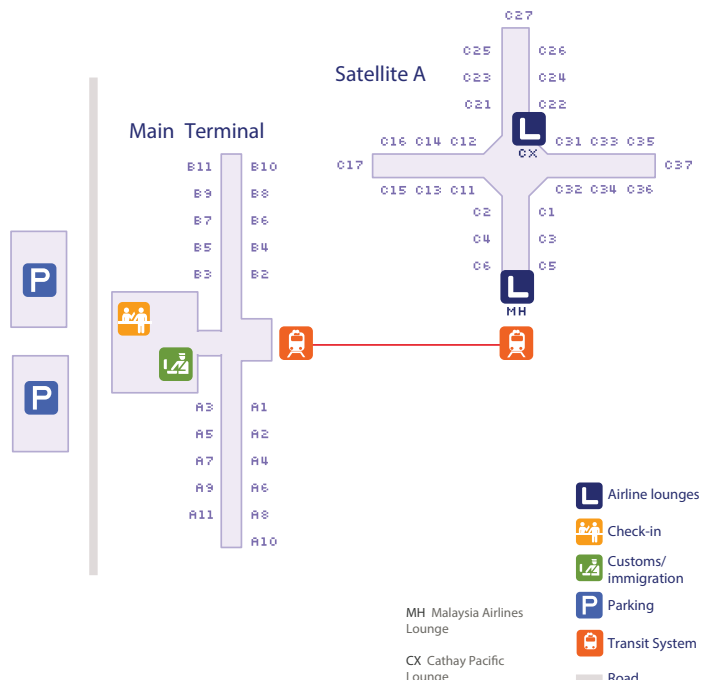 C27
C25 C26
Satellite A
C23 C24
C21 C22
L
CX
Main Terminal
C16 C14 C12 C31 C33 C35
C17 C37
C15 C13 C11 C32 C34 C36
B11 B10
B9 B8
B7 B6
B5 B4
B3 B2
C2 C1
C4 C3
C6 C5
L
MH
P
P
A3 A1
A5 A2
A7 A4
A9 A6
A11 A8
A10
L Airline lounges
Check-in
Customs/
immigration
P Parking
Transit System
Road
MH Malaysia Airlines
Lounge
CX Cathay Pacific
Lounge